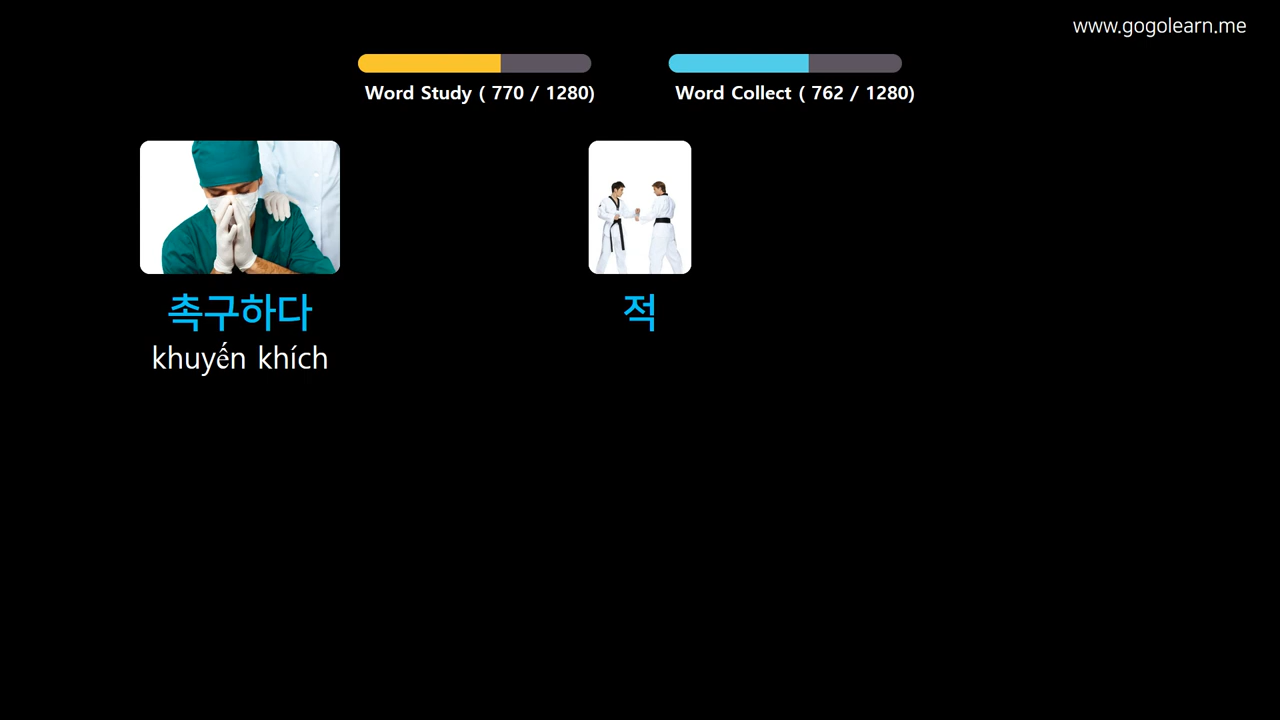 www.gogolearn.me
Word Study ( 770 / 1280)
Word Collect ( 762 / 1280)
촉구하다
khuyến khích
적